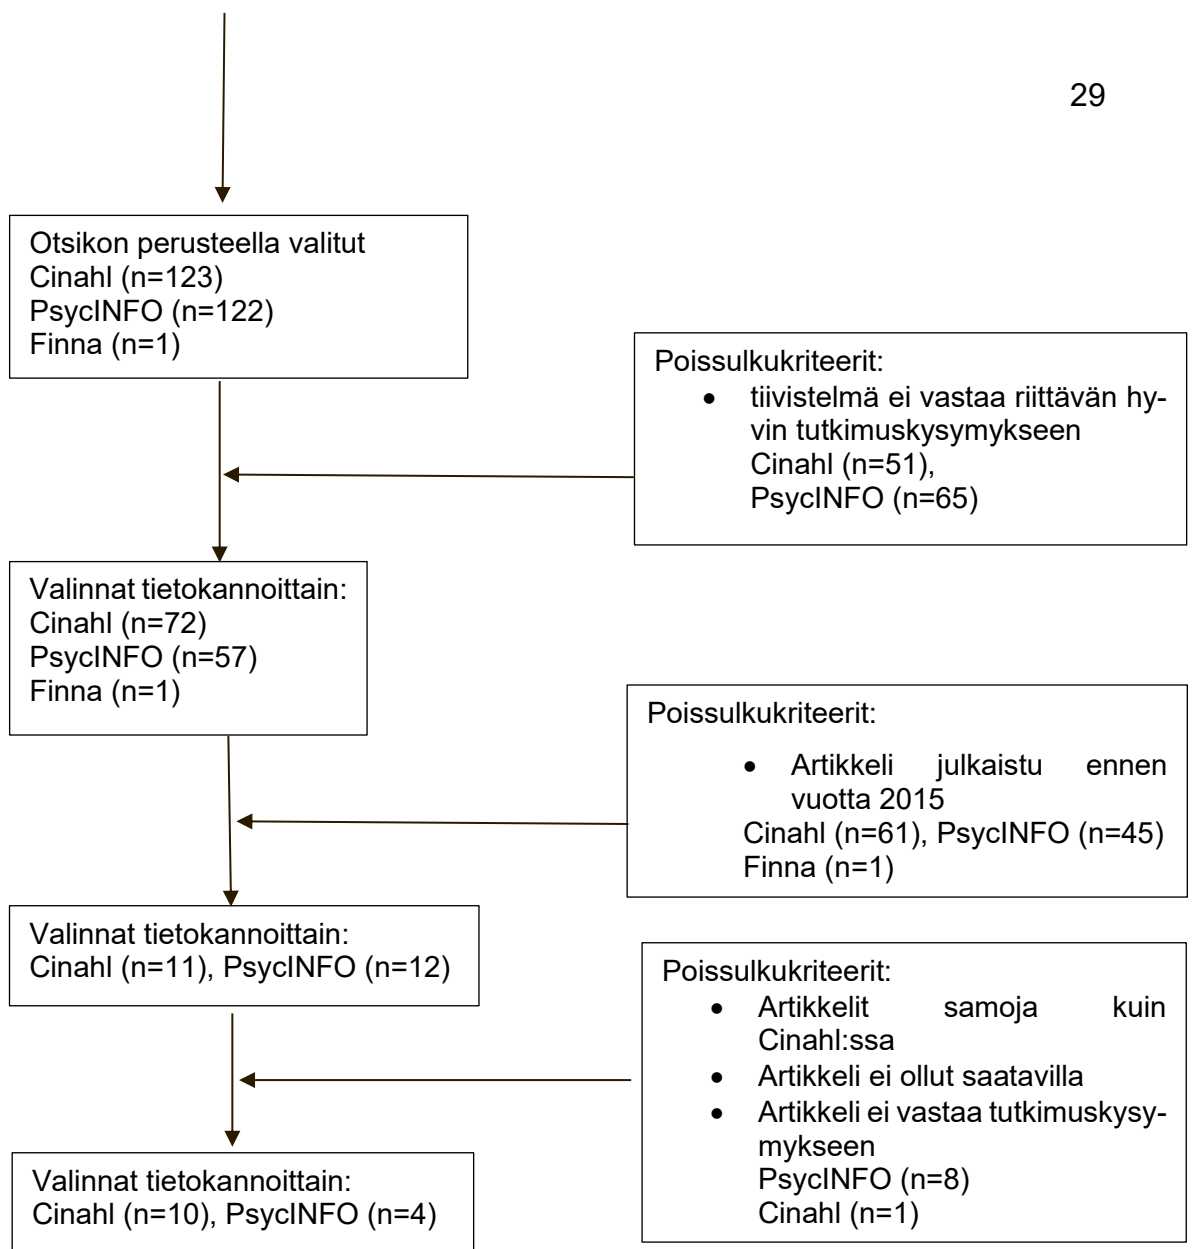 29
Otsikon perusteella valitut
Cinahl (n=123)
PsycINFO (n=122)
Finna (n=1)
Poissulkukriteerit:
• tiivistelmä ei vastaa riittävän hy-
vin tutkimuskysymykseen
Cinahl (n=51),
PsycINFO (n=65)
Valinnat tietokannoittain:
Cinahl (n=72)
PsycINFO (n=57)
Finna (n=1)
Poissulkukriteerit:
• Artikkeli julkaistu ennen
vuotta 2015
Cinahl (n=61), PsycINFO (n=45)
Finna (n=1)
Valinnat tietokannoittain:
Cinahl (n=11), PsycINFO (n=12)
Poissulkukriteerit:
• Artikkelit samoja kuin
Cinahl:ssa
• Artikkeli ei ollut saatavilla
• Artikkeli ei vastaa tutkimuskysy-
mykseen
PsycINFO (n=8)
Cinahl (n=1)
Valinnat tietokannoittain:
Cinahl (n=10), PsycINFO (n=4)